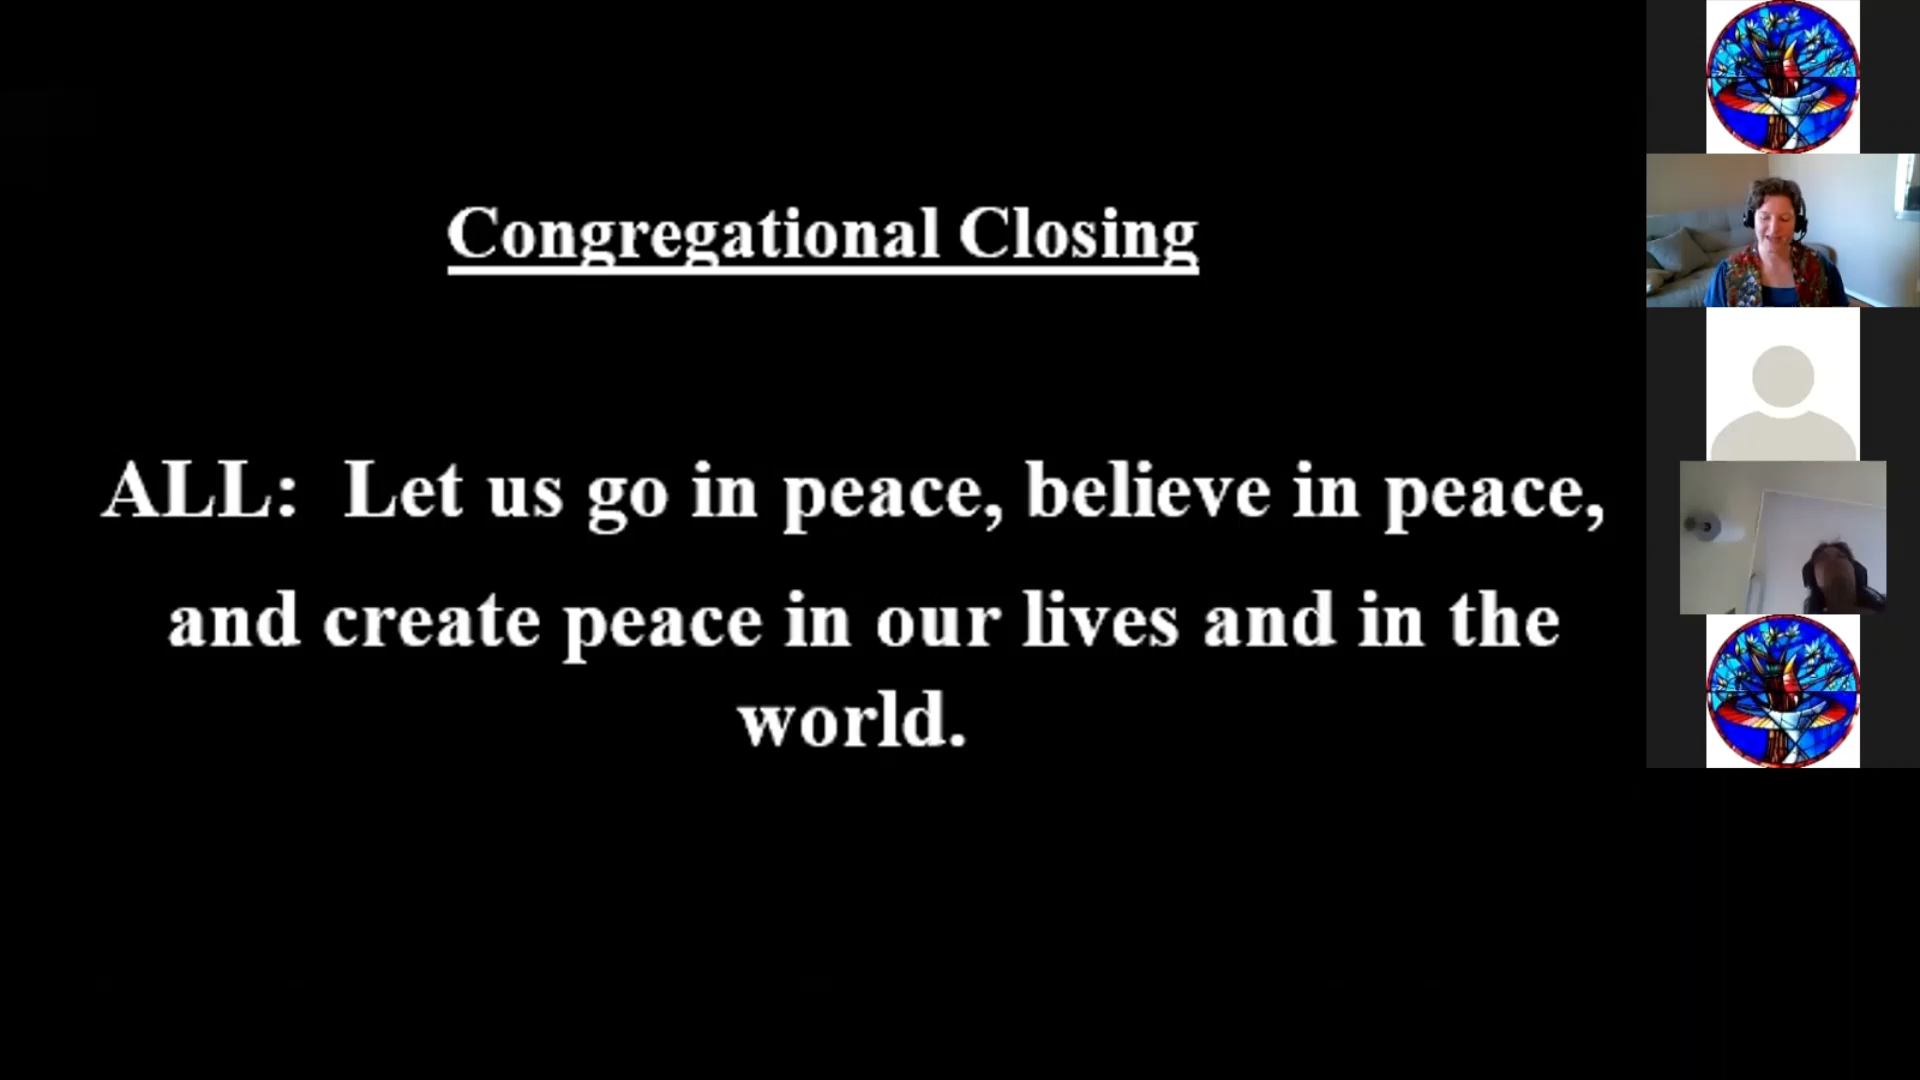 Congregational Closing
ALL:  Let us go in peace, believe in peace,
and create peace in our lives and in the
world.